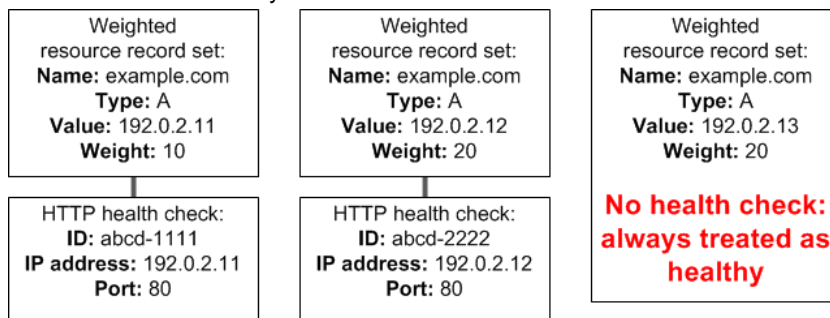 Weighted
resource record set:
Name: example.com
Type: A
Value: 192.0.2.11
Weight: 10
HTTP health check:
ID: abcd-1111
IP address: 192.0.2.11
Port: 80
Weighted
resource record set:
Name: example.com
Type: A
Value: 192.0.2.12
Weight: 20
HTTP health check:
ID: abcd-2222
IP address: 192.0.2.12
Port: 80
Weighted
resource record set:
Name: example.com
Type: A
Value: 192.0.2.13
Weight: 20
No health check:
always treated as
healthy